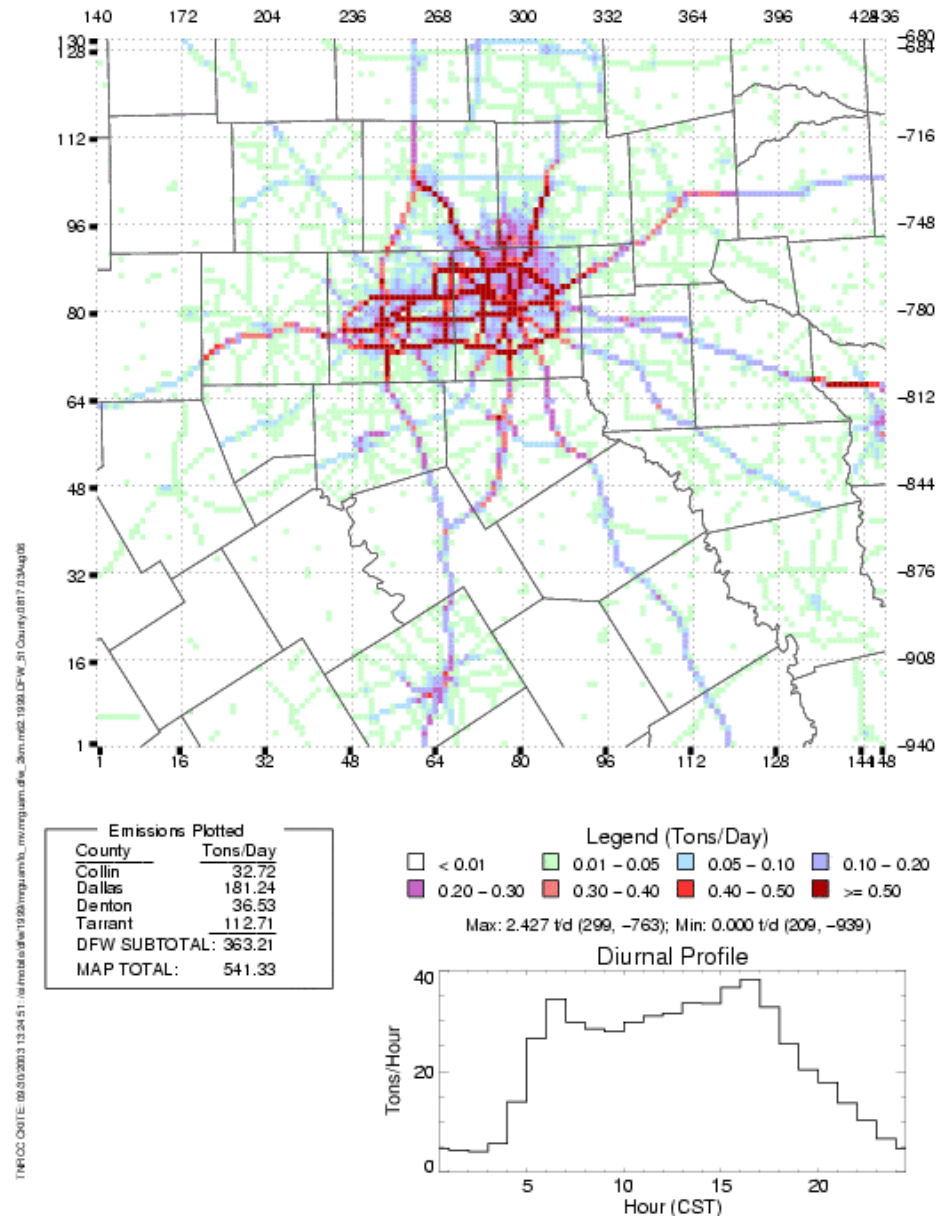 140 172 204 236 268 300 332 364 396 428 436
130 -680
128 -684
112 -716
96 -748
80 -780
64 -812
48 -844
32 -876
16 -908
1 -940
1 16 32 48 64 80 96 112 128 144 148
Emissions Plotted
County Tons/Day
Collin 32.72
Dallas 181.24
Denton 36.53
Tarrant 112.71
DFW SUBTOTAL: 363.21
MAP TOTAL: 541.33
Legend (Tons/Day)
< 0.01 0.01 - 0.05 0.05 - 0.10 0.10 - 0.20
0.20 - 0.30 0.30 - 0.40 0.40 - 0.50 >= 0.50
Max: 2.427 t/d (299, -763); Min: 0.000 t/d (209, -939)
Diurnal Profile
Tons/Hour
40
20
0
5 10 15 20
Hour (CST)